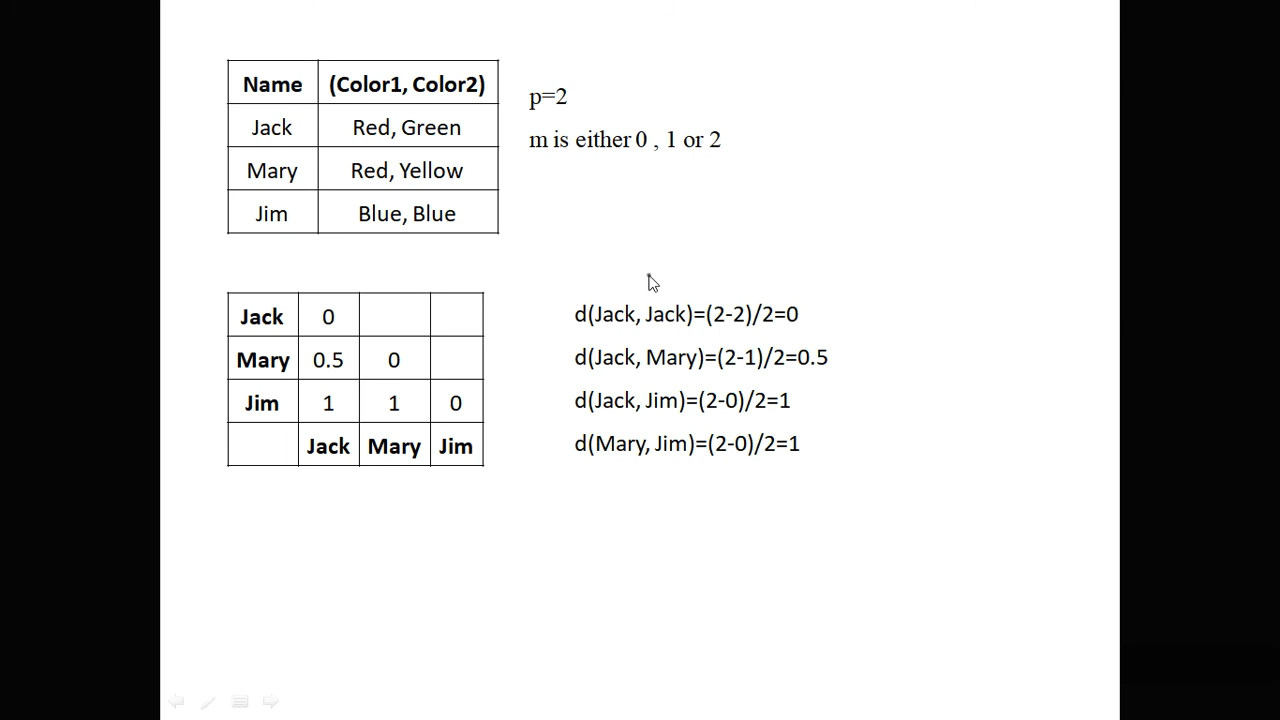 Name (Color1, Color2)
Jack Red, Green
Mary Red, Yellow
Jim Blue, Blue
p=2
m is either 0 , 1 or 2
Jack 0
Mary 0.5 0
Jim 1 1 0
Jack Mary Jim
d(Jack, Jack)=(2-2)/2=0
d(Jack, Mary)=(2-1)/2=0.5
d(Jack, Jim)=(2-0)/2=1
d(Mary, Jim)=(2-0)/2=1